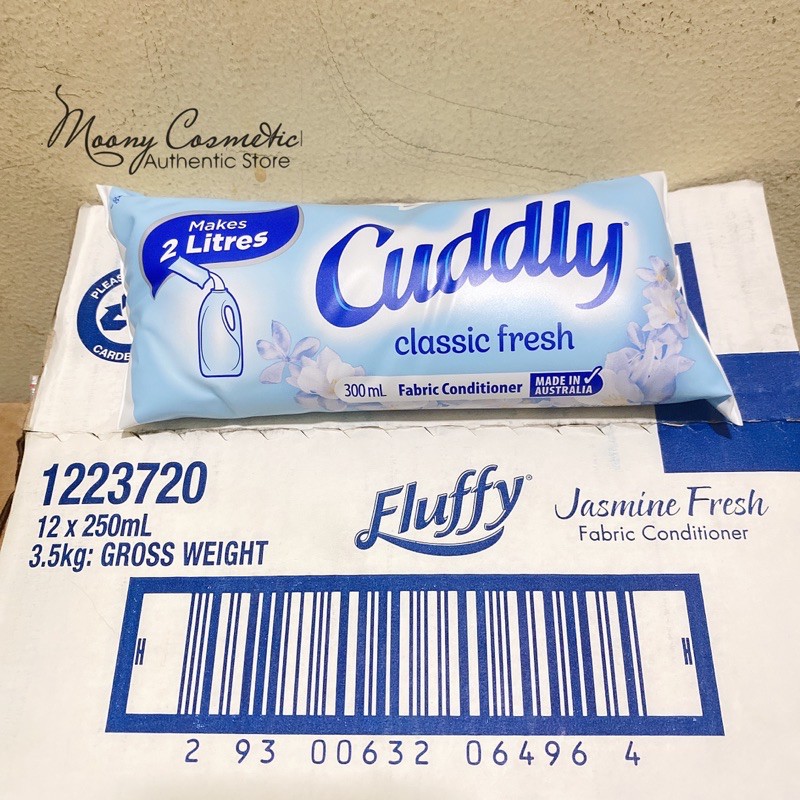 Moony Cosmetic
Authentic Store
Makes
2 Litres
Cuddly
classic fresh
300 mL Fabric Conditioner MADE IN AUSTRALIA
1223720
12 x 250mL
3.5kg: GROSS WEIGHT
Fluffy®
Jasmine Fresh
Fabric Conditioner
H H
2 93 00632 06496 4